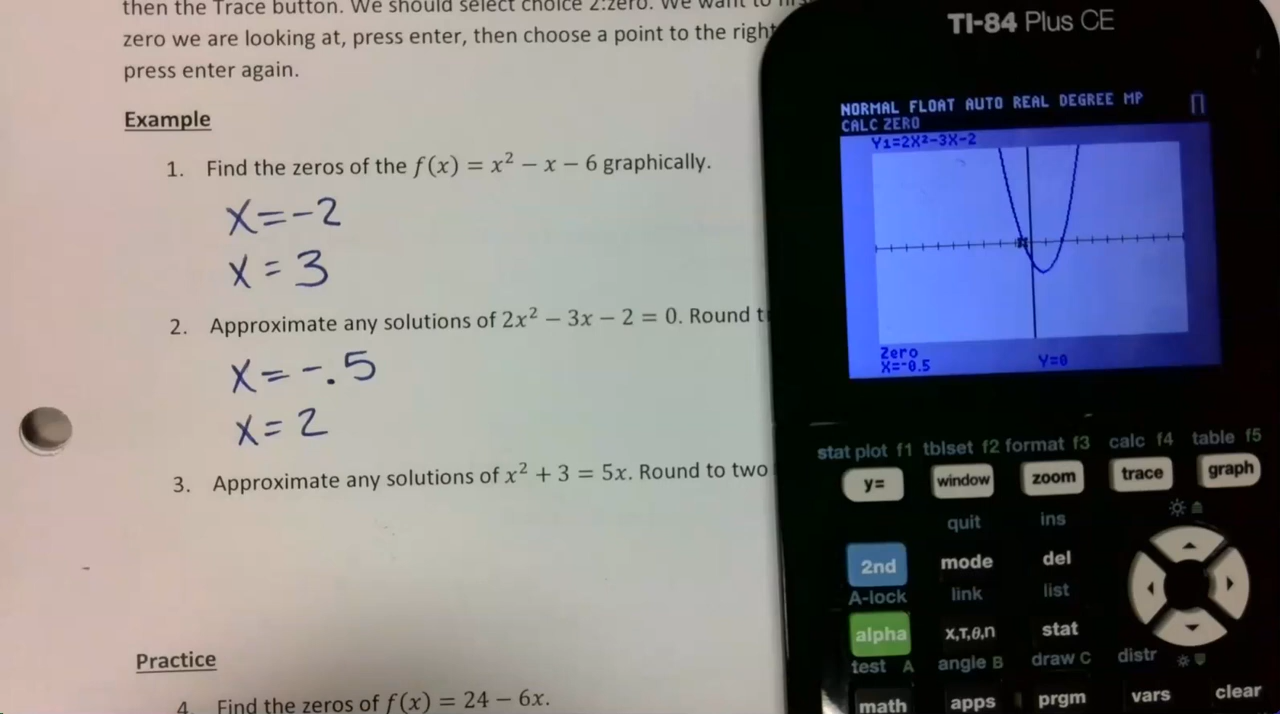 then the Trace button. We should select choice 2:zero. We want to
zero we are looking at, press enter, then choose a point to the right
press enter again.
Example
1. Find the zeros of the f(x) = x² − x − 6 graphically.
x=-2
x=3
2. Approximate any solutions of 2x² − 3x − 2 = 0. Round
x=-.5
x=2
3. Approximate any solutions of x² + 3 = 5x. Round to two
Practice
4. Find the zeros of f(x) = 24 − 6x.
TI-84 Plus CE
NORMAL FLOAT AUTO REAL DEGREE MP
CALC ZERO
Y₁=2X²-3X-2
Zero
X=-0.5 Y=0
stat plot f1 tblset f2 format f3 calc f4 table f5
y= window zoom trace graph
quit ins
2nd mode del
A-lock link list
alpha X,T,θ,n stat
test A angle B draw C distr
math apps prgm vars clear